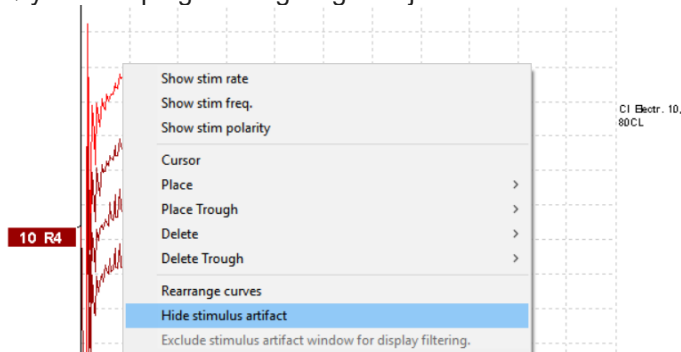 Show stim rate
Show stim freq.
Show stim polarity
CI Electr. 10,
80CL
Cursor
Place
Place Trough
10 R4
Delete
Delete Trough
Rearrange curves
Hide stimulus artifact
Exclude stimulus artifact window for display filtering.